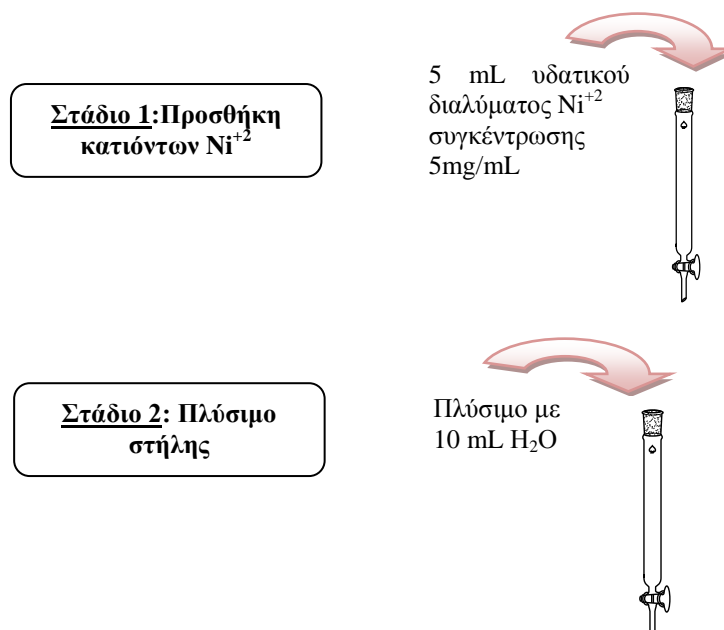 Στάδιο 1:Προσθήκη
κατιόντων Ni+2
5 mL υδατικού
διαλύματος Ni+2
συγκέντρωσης
5mg/mL
Στάδιο 2: Πλύσιμο
στήλης
Πλύσιμο με
10 mL H2O